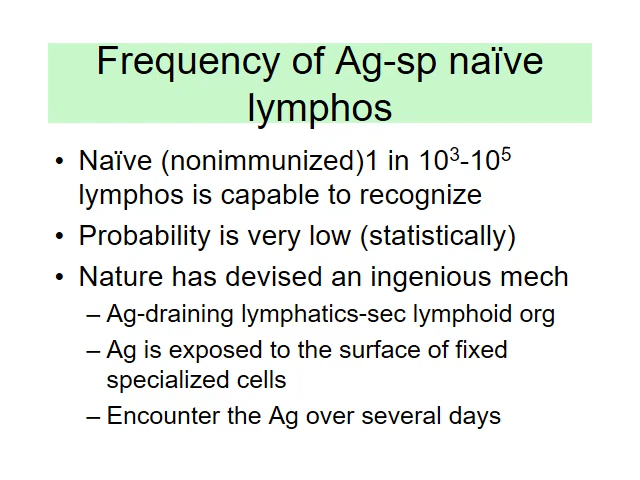 Frequency of Ag-sp naïve
lymphos
• Naïve (nonimmunized)1 in 10³-10⁵
lymphos is capable to recognize
• Probability is very low (statistically)
• Nature has devised an ingenious mech
– Ag-draining lymphatics-sec lymphoid org
– Ag is exposed to the surface of fixed
specialized cells
– Encounter the Ag over several days